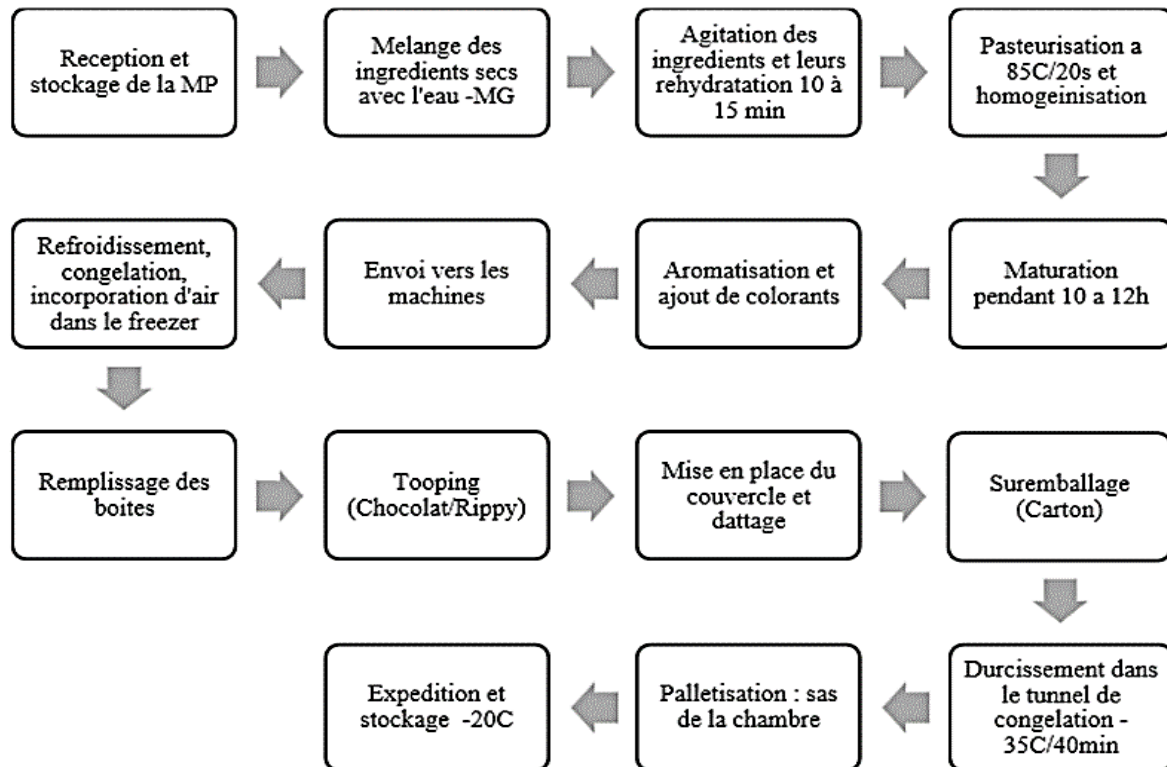 Reception et
stockage de la MP
Melange des
ingredients secs
avec l'eau -MG
Agitation des
ingredients et leurs
rehydratation 10 à
15 min
Pasteurisation a
85C/20s et
homogeinisation
Maturation
pendant 10 a 12h
Aromatisation et
ajout de colorants
Envoi vers les
machines
Refroidissement,
congelation,
incorporation d'air
dans le freezer
Remplissage des
boites
Tooping
(Chocolat/Rippy)
Mise en place du
couvercle et
dattage
Suremballage
(Carton)
Durcissement dans
le tunnel de
congelation -
35C/40min
Palletisation : sas
de la chambre
Expedition et
stockage -20C